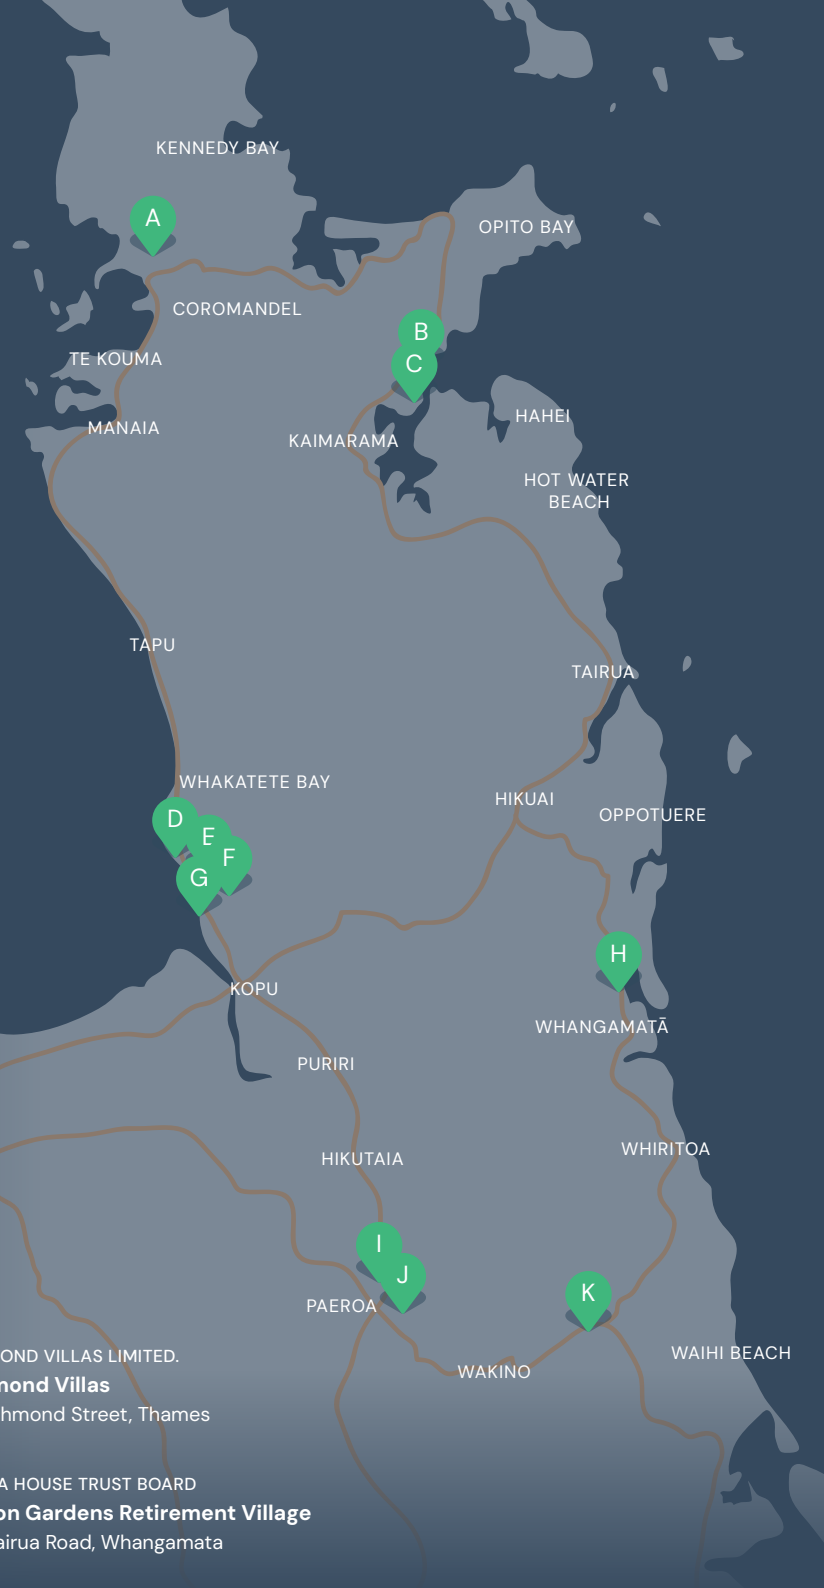 KENNEDY BAY
A
OPITO BAY
COROMANDEL
B
TE KOUMA
C
HAHEI
MANAIA
KAIMARAMA
HOT WATER
BEACH
TAPU
TAIRUA
WHAKATETE BAY
HIKUAI
OPPOTUERE
D
E
F
G
H
KOPU
WHANGAMATĀ
PURIRI
WHIRITOA
HIKUTAIA
I
J
K
PAEROA
WAIHI BEACH
WAKINO
OND VILLAS LIMITED.
mond Villas
hmond Street, Thames
A HOUSE TRUST BOARD
on Gardens Retirement Village
airua Road, Whangamata